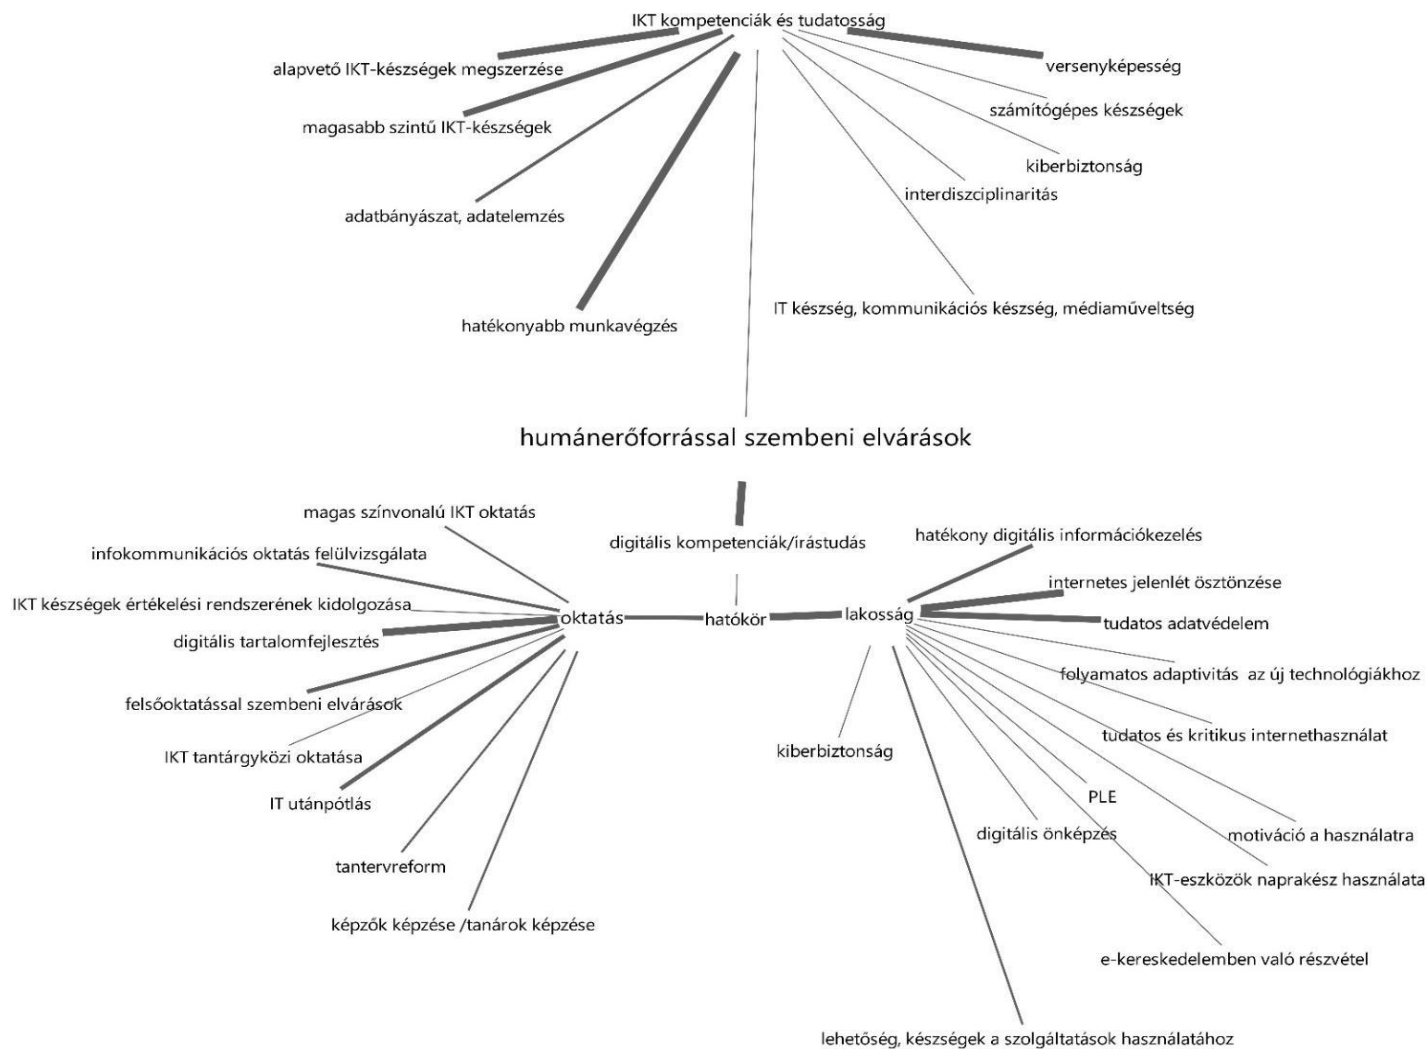 IKT kompetenciák és tudatosság
alapvető IKT-készségek megszerzése
versenyképesség
magasabb szintű IKT-készségek
számítógépes készségek
kiberbiztonság
interdiszciplinaritás
adatbányászat, adatelemzés
hatékonyabb munkavégzés
IT készség, kommunikációs készség, médiaműveltség
humánerőforrással szembeni elvárások
digitális kompetenciák/írástudás
hatókör
oktatás
magas színvonalú IKT oktatás
infokommunikációs oktatás felülvizsgálata
IKT készségek értékelési rendszerének kidolgozása
digitális tartalomfejlesztés
felsőoktatással szembeni elvárások
IKT tantárgyközi oktatása
IT utánpótlás
tantervreform
képzők képzése /tanárok képzése
lakosság
hatékony digitális információkezelés
internetes jelenlét ösztönzése
tudatos adatvédelem
folyamatos adaptivitás az új technológiákhoz
tudatos és kritikus internethasználat
kiberbiztonság
PLE
digitális önképzés
motiváció a használatra
IKT-eszközök naprakész használata
e-kereskedelemben való részvétel
lehetőség, készségek a szolgáltatások használatához